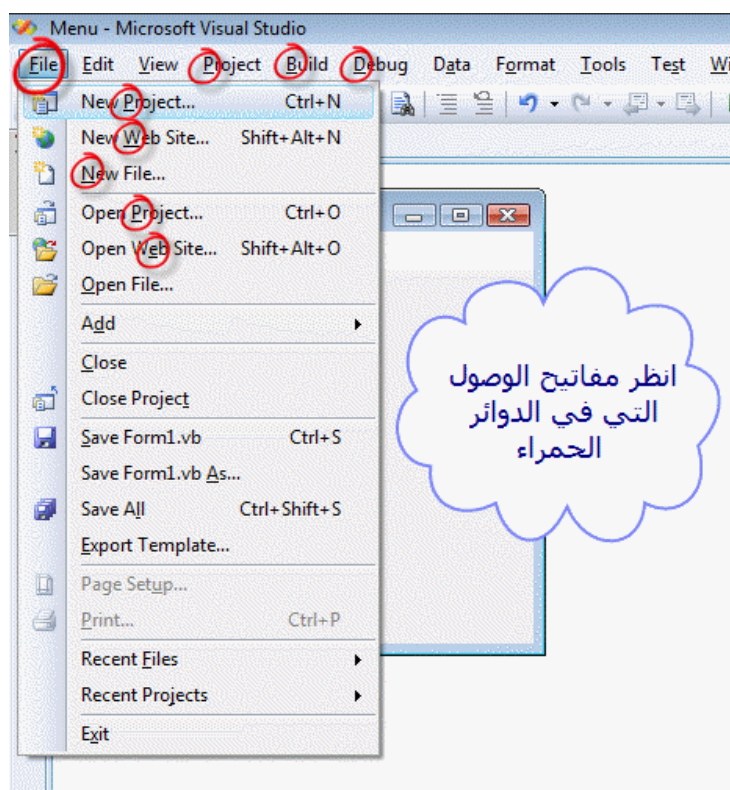 Menu - Microsoft Visual Studio
File Edit View Project Build Debug Data Format Tools Test
New Project... Ctrl+N
New Web Site... Shift+Alt+N
New File...
Open Project... Ctrl+O
Open Web Site... Shift+Alt+O
Open File...
Add
Close
Close Project
Save Form1.vb Ctrl+S
Save Form1.vb As...
Save All Ctrl+Shift+S
Export Template...
Page Setup...
Print... Ctrl+P
Recent Files
Recent Projects
Exit
انظر مفاتيح الوصول
التي في الدوائر
الحمراء